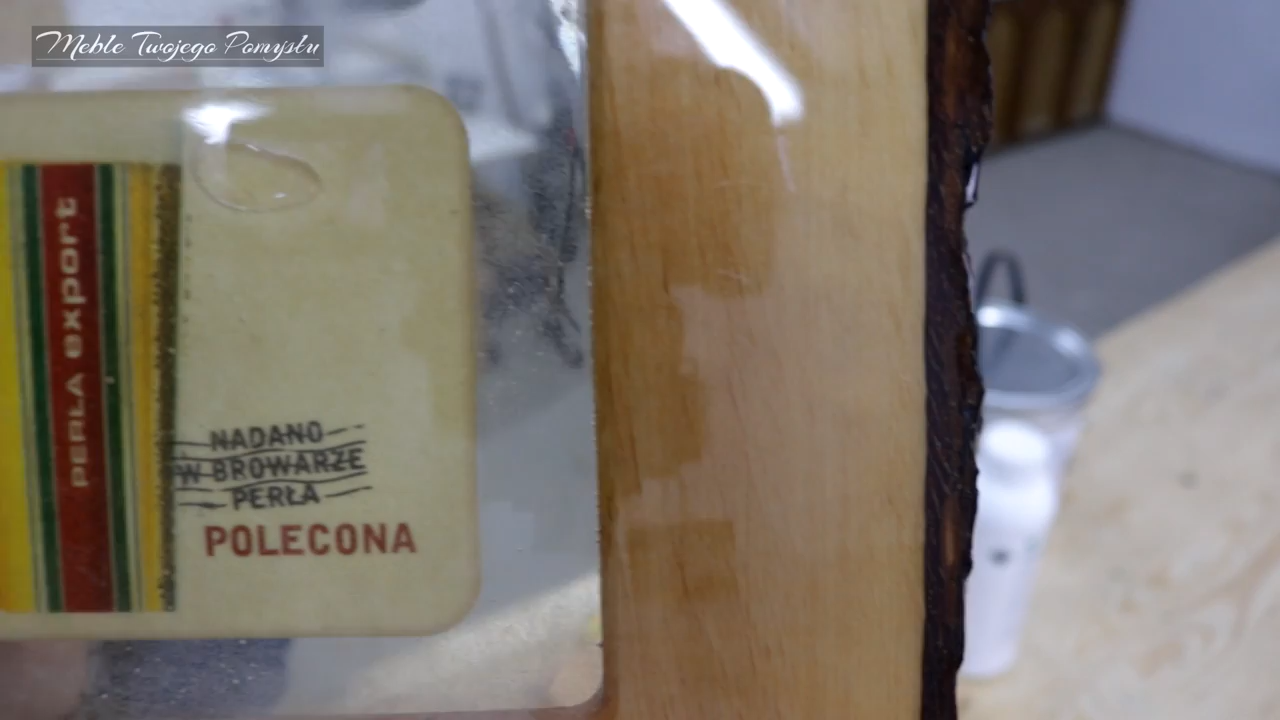 Meble Twojego Pomysłu
PERŁA export
NADANO
W BROWARZE
PERŁA
POLECONA